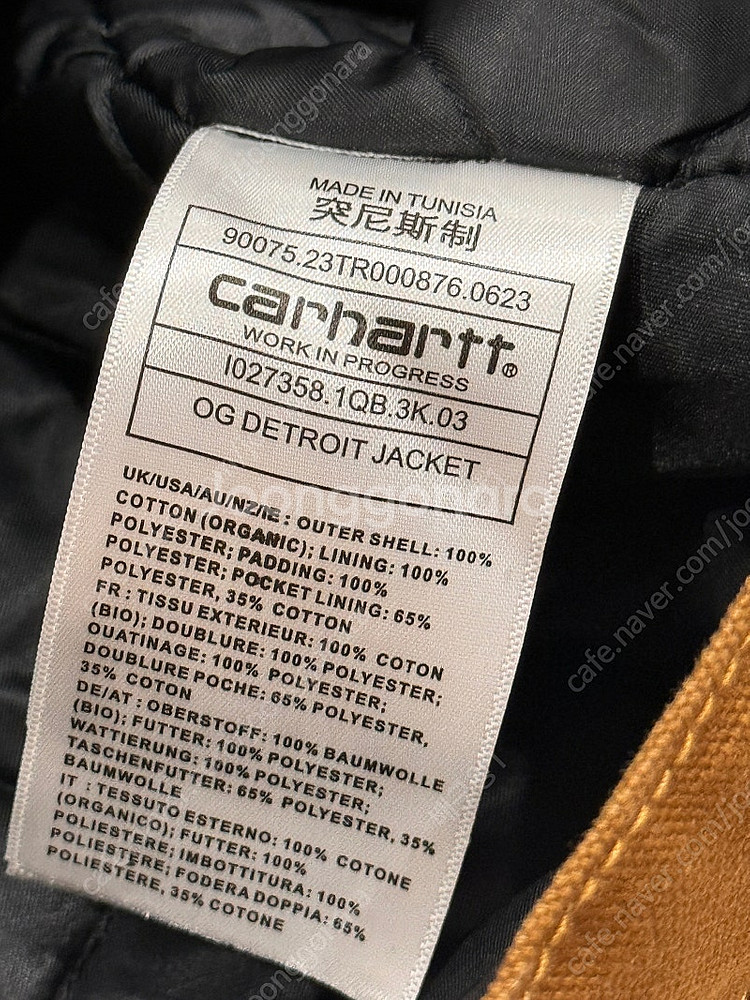 MADE IN TUNISIA
突尼斯制
90075.23TR000876.0623
carhartt®
WORK IN PROGRESS
I027358.1QB.3K.03
OG DETROIT JACKET
UK/USA/AU/NZ/IE : OUTER SHELL: 100%
COTTON (ORGANIC); LINING: 100%
POLYESTER; PADDING: 100%
POLYESTER; POCKET LINING: 65%
POLYESTER, 35% COTTON
FR : TISSU EXTERIEUR: 100% COTON
(BIO); DOUBLURE: 100% POLYESTER;
OUATINAGE: 100% POLYESTER;
DOUBLURE POCHE: 65% POLYESTER,
35% COTON
DE/AT : OBERSTOFF: 100% BAUMWOLLE
(BIO); FUTTER: 100% POLYESTER;
WATTIERUNG: 100% POLYESTER;
TASCHENFUTTER: 65% POLYESTER, 35%
BAUMWOLLE
IT : TESSUTO ESTERNO: 100% COTONE
(ORGANICO); FUTTER: 100%
POLIESTERE; IMBOTTITURA: 100%
POLIESTERE; FODERA DOPPIA: 65%
POLIESTERE, 35% COTONE
Joonggonara
cafe.naver.com/jo